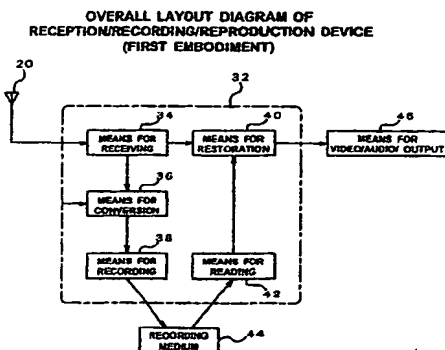 OVERALL LAYOUT DIAGRAM OF
RECEPTION/RECORDING/REPRODUCTION DEVICE
(FIRST EMBODIMENT)
20
32
34
40
46
MEANS FOR
RECEIVING
MEANS FOR
RESTORATION
MEANS FOR
VIDEO/AUDIO/ OUTPUT
36
MEANS FOR
CONVERSION
38
MEANS FOR
RECORDING
MEANS FOR
READING
42
RECORDING
MEDIUM
44